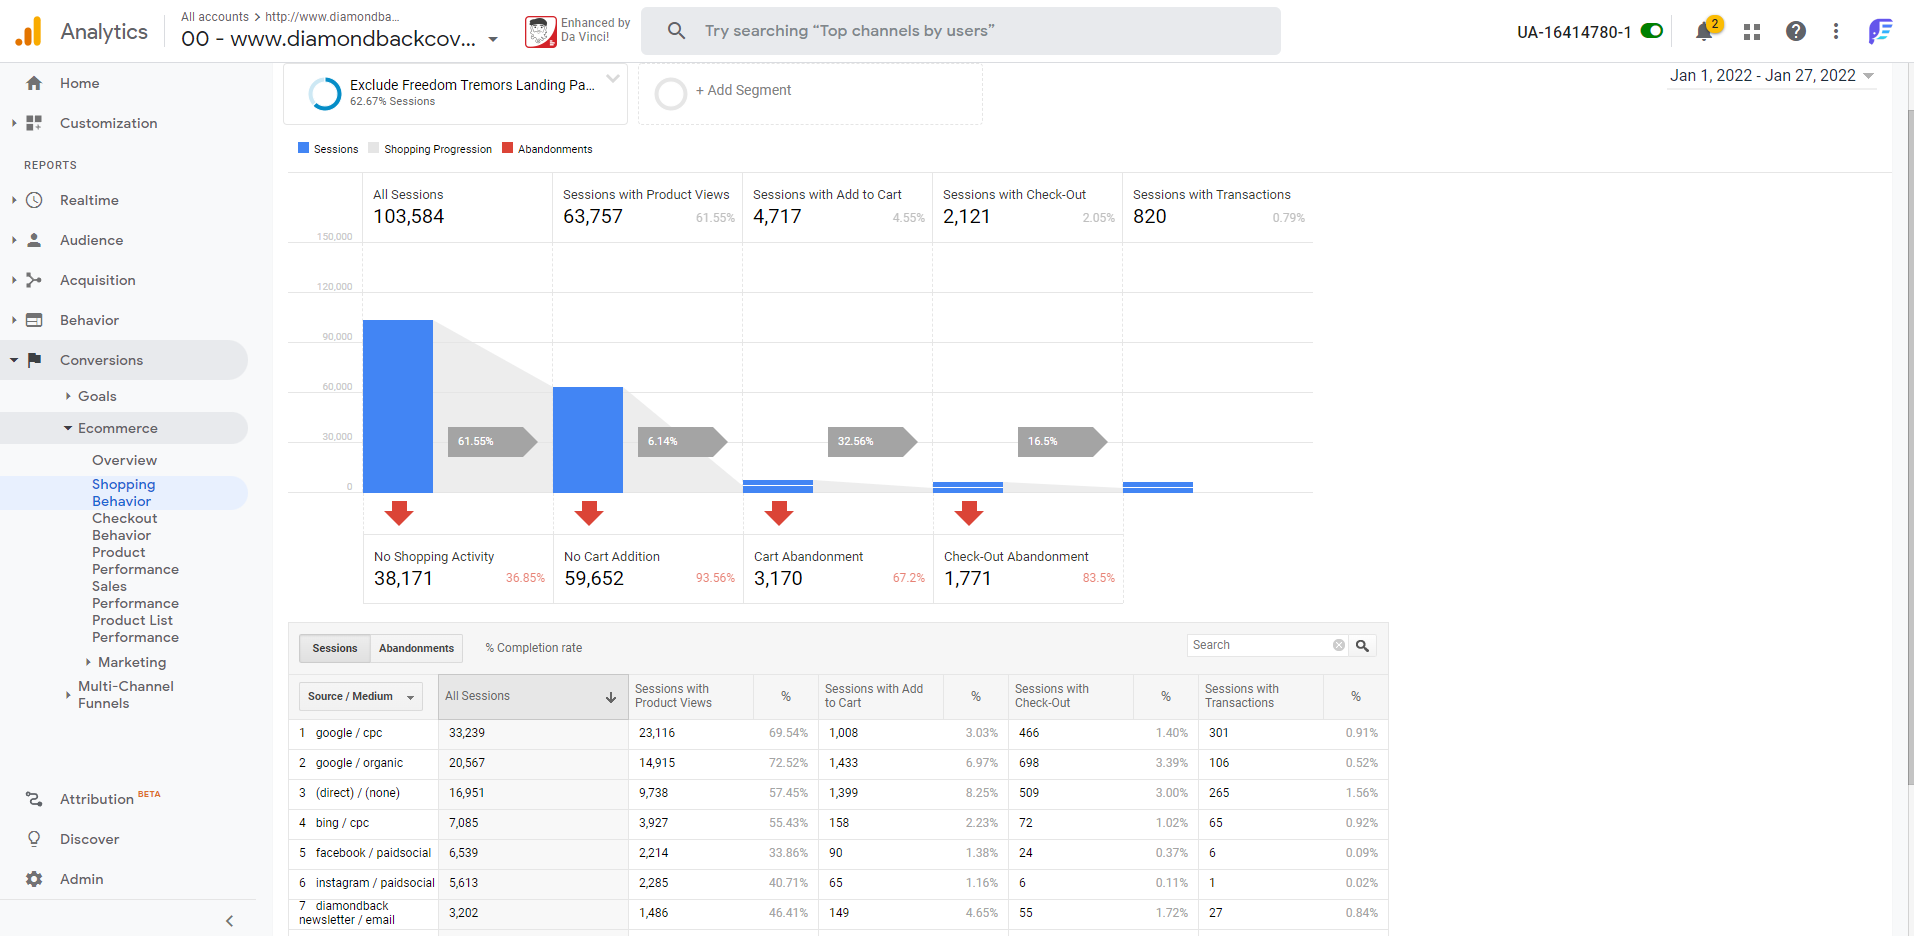 Analytics
All accounts > http://www.diamondba...
00 - www.diamondbackcov...
Enhanced by
Da Vinci!
Try searching “Top channels by users”
UA-16414780-1
2
Home
Customization
REPORTS
Realtime
Audience
Acquisition
Behavior
Conversions
Goals
Ecommerce
Overview
Shopping
Behavior
Checkout
Behavior
Product
Performance
Sales
Performance
Product List
Performance
Marketing
Multi-Channel
Funnels
Attribution BETA
Discover
Admin
Exclude Freedom Tremors Landing Pa...
62.67% Sessions
+ Add Segment
Jan 1, 2022 - Jan 27, 2022
Sessions Shopping Progression Abandonments
All Sessions
103,584
Sessions with Product Views
63,757 61.55%
Sessions with Add to Cart
4,717 4.55%
Sessions with Check-Out
2,121 2.05%
Sessions with Transactions
820 0.79%
150,000
120,000
90,000
60,000
30,000
0
61.55%
6.14%
32.56%
16.5%
No Shopping Activity
38,171 36.85%
No Cart Addition
59,652 93.56%
Cart Abandonment
3,170 67.2%
Check-Out Abandonment
1,771 83.5%
Sessions Abandonments % Completion rate
Search
Source / Medium
All Sessions
Sessions with
Product Views
%
Sessions with Add
to Cart
%
Sessions with
Check-Out
%
Sessions with
Transactions
%
1 google / cpc 33,239 23,116 69.54% 1,008 3.03% 466 1.40% 301 0.91%
2 google / organic 20,567 14,915 72.52% 1,433 6.97% 698 3.39% 106 0.52%
3 (direct) / (none) 16,951 9,738 57.45% 1,399 8.25% 509 3.00% 265 1.56%
4 bing / cpc 7,085 3,927 55.43% 158 2.23% 72 1.02% 65 0.92%
5 facebook / paidsocial 6,539 2,214 33.86% 90 1.38% 24 0.37% 6 0.09%
6 instagram / paidsocial 5,613 2,285 40.71% 65 1.16% 6 0.11% 1 0.02%
7 diamondback
newsletter / email 3,202 1,486 46.41% 149 4.65% 55 1.72% 27 0.84%